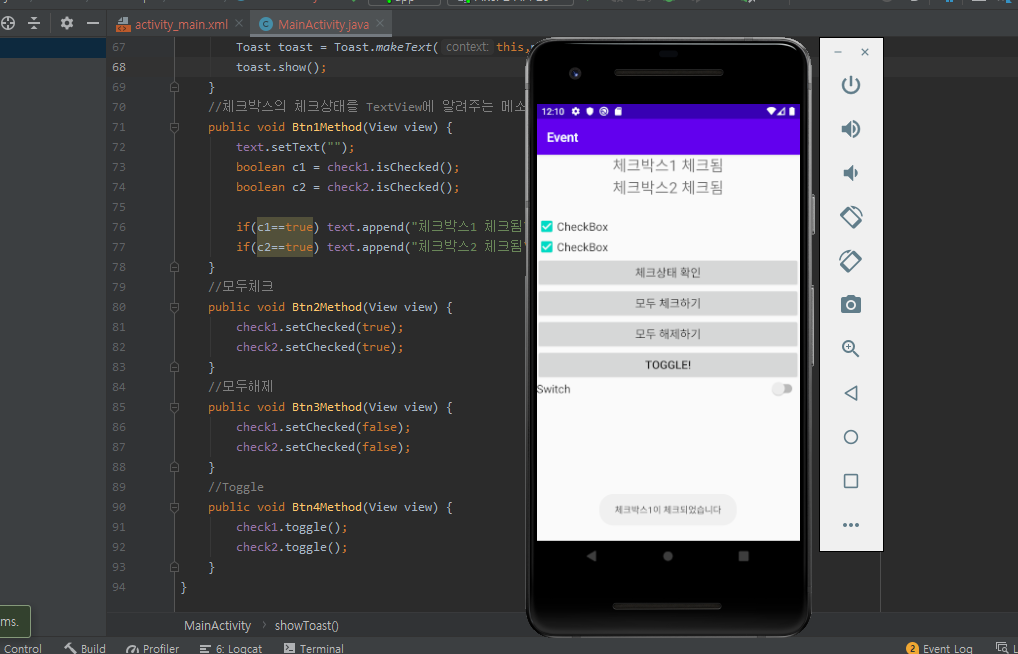 activity_main.xml
MainActivity.java
67 Toast toast = Toast.makeText( context: this,
68 toast.show();
69 }
70 //체크박스의 체크상태를 TextView에 알려주는 메소
71 public void Btn1Method(View view) {
72 text.setText("");
73 boolean c1 = check1.isChecked();
74 boolean c2 = check2.isChecked();
75
76 if(c1==true) text.append("체크박스1 체크됨
77 if(c2==true) text.append("체크박스2 체크됨
78 }
79 //모두체크
80 public void Btn2Method(View view) {
81 check1.setChecked(true);
82 check2.setChecked(true);
83 }
84 //모두해제
85 public void Btn3Method(View view) {
86 check1.setChecked(false);
87 check2.setChecked(false);
88 }
89 //Toggle
90 public void Btn4Method(View view) {
91 check1.toggle();
92 check2.toggle();
93 }
94 }
12:10
Event
체크박스1 체크됨
체크박스2 체크됨
CheckBox
CheckBox
체크상태 확인
모두 체크하기
모두 해제하기
TOGGLE!
Switch
체크박스1이 체크되었습니다
ms.
MainActivity
showToast()
Control
Build
Profiler
6: Logcat
Terminal
2 Event Log